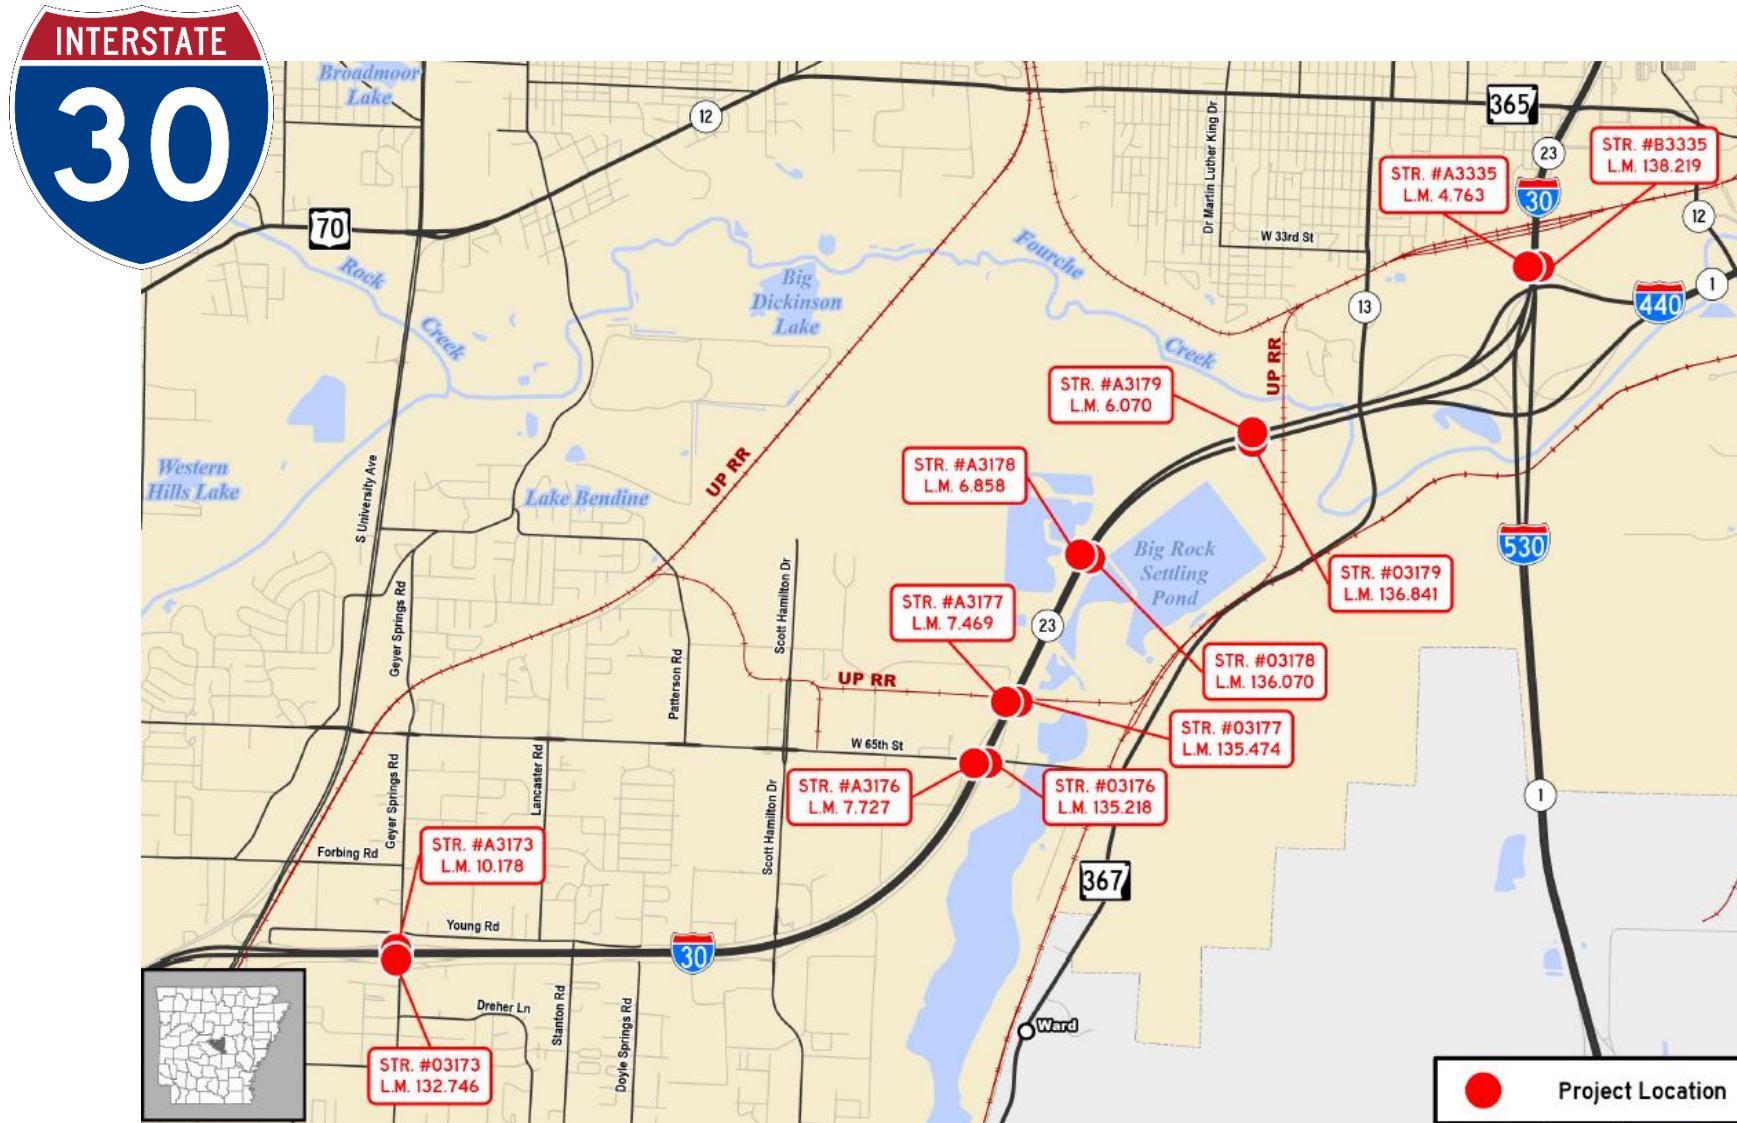 INTERSTATE
30
Broadmoor
Lake
12
365
23
STR. #B3335
L.M. 138.219
STR. #A3335
L.M. 4.763
30
Dr Martin Luther King Dr
12
70
W 33rd St
Rock
Creek
Fourche
Creek
Big
Dickinson
Lake
13
440
1
UP RR
STR. #A3179
L.M. 6.070
Western
Hills Lake
S University Ave
Lake Bendine
UP RR
STR. #A3178
L.M. 6.858
Big Rock
Settling
Pond
530
STR. #03179
L.M. 136.841
Geyer Springs Rd
Scott Hamilton Dr
STR. #A3177
L.M. 7.469
23
Patterson Rd
UP RR
STR. #03178
L.M. 136.070
STR. #03177
L.M. 135.474
W 65th St
Geyer Springs Rd
Lancaster Rd
Scott Hamilton Dr
STR. #A3176
L.M. 7.727
STR. #03176
L.M. 135.218
1
Forbing Rd
STR. #A3173
L.M. 10.178
367
Young Rd
30
Dreher Ln
Stanton Rd
Doyle Springs Rd
Ward
STR. #03173
L.M. 132.746
Project Location